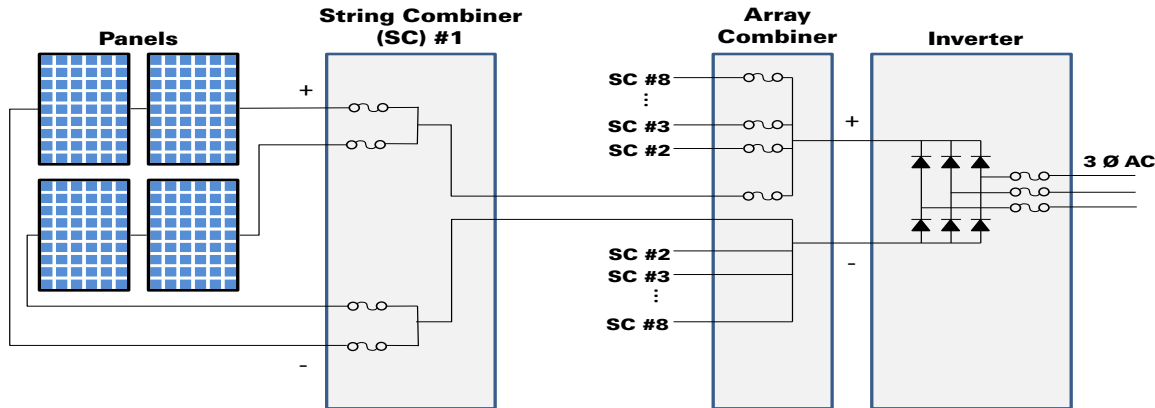 Panels
String Combiner
(SC) #1
Array
Combiner
Inverter
+
SC #8
...
SC #3
SC #2
+
3 Ø AC
SC #2
SC #3
...
SC #8
-
-